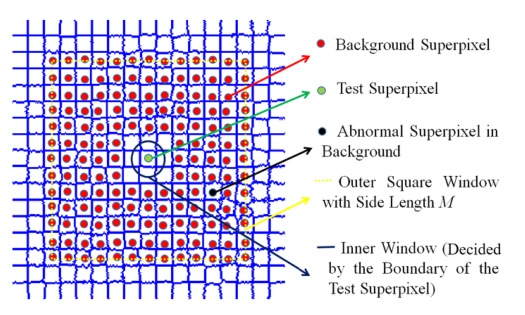 Background Superpixel
Test Superpixel
Abnormal Superpixel in
Background
Outer Square Window
with Side Length M
Inner Window (Decided
by the Boundary of the
Test Superpixel)